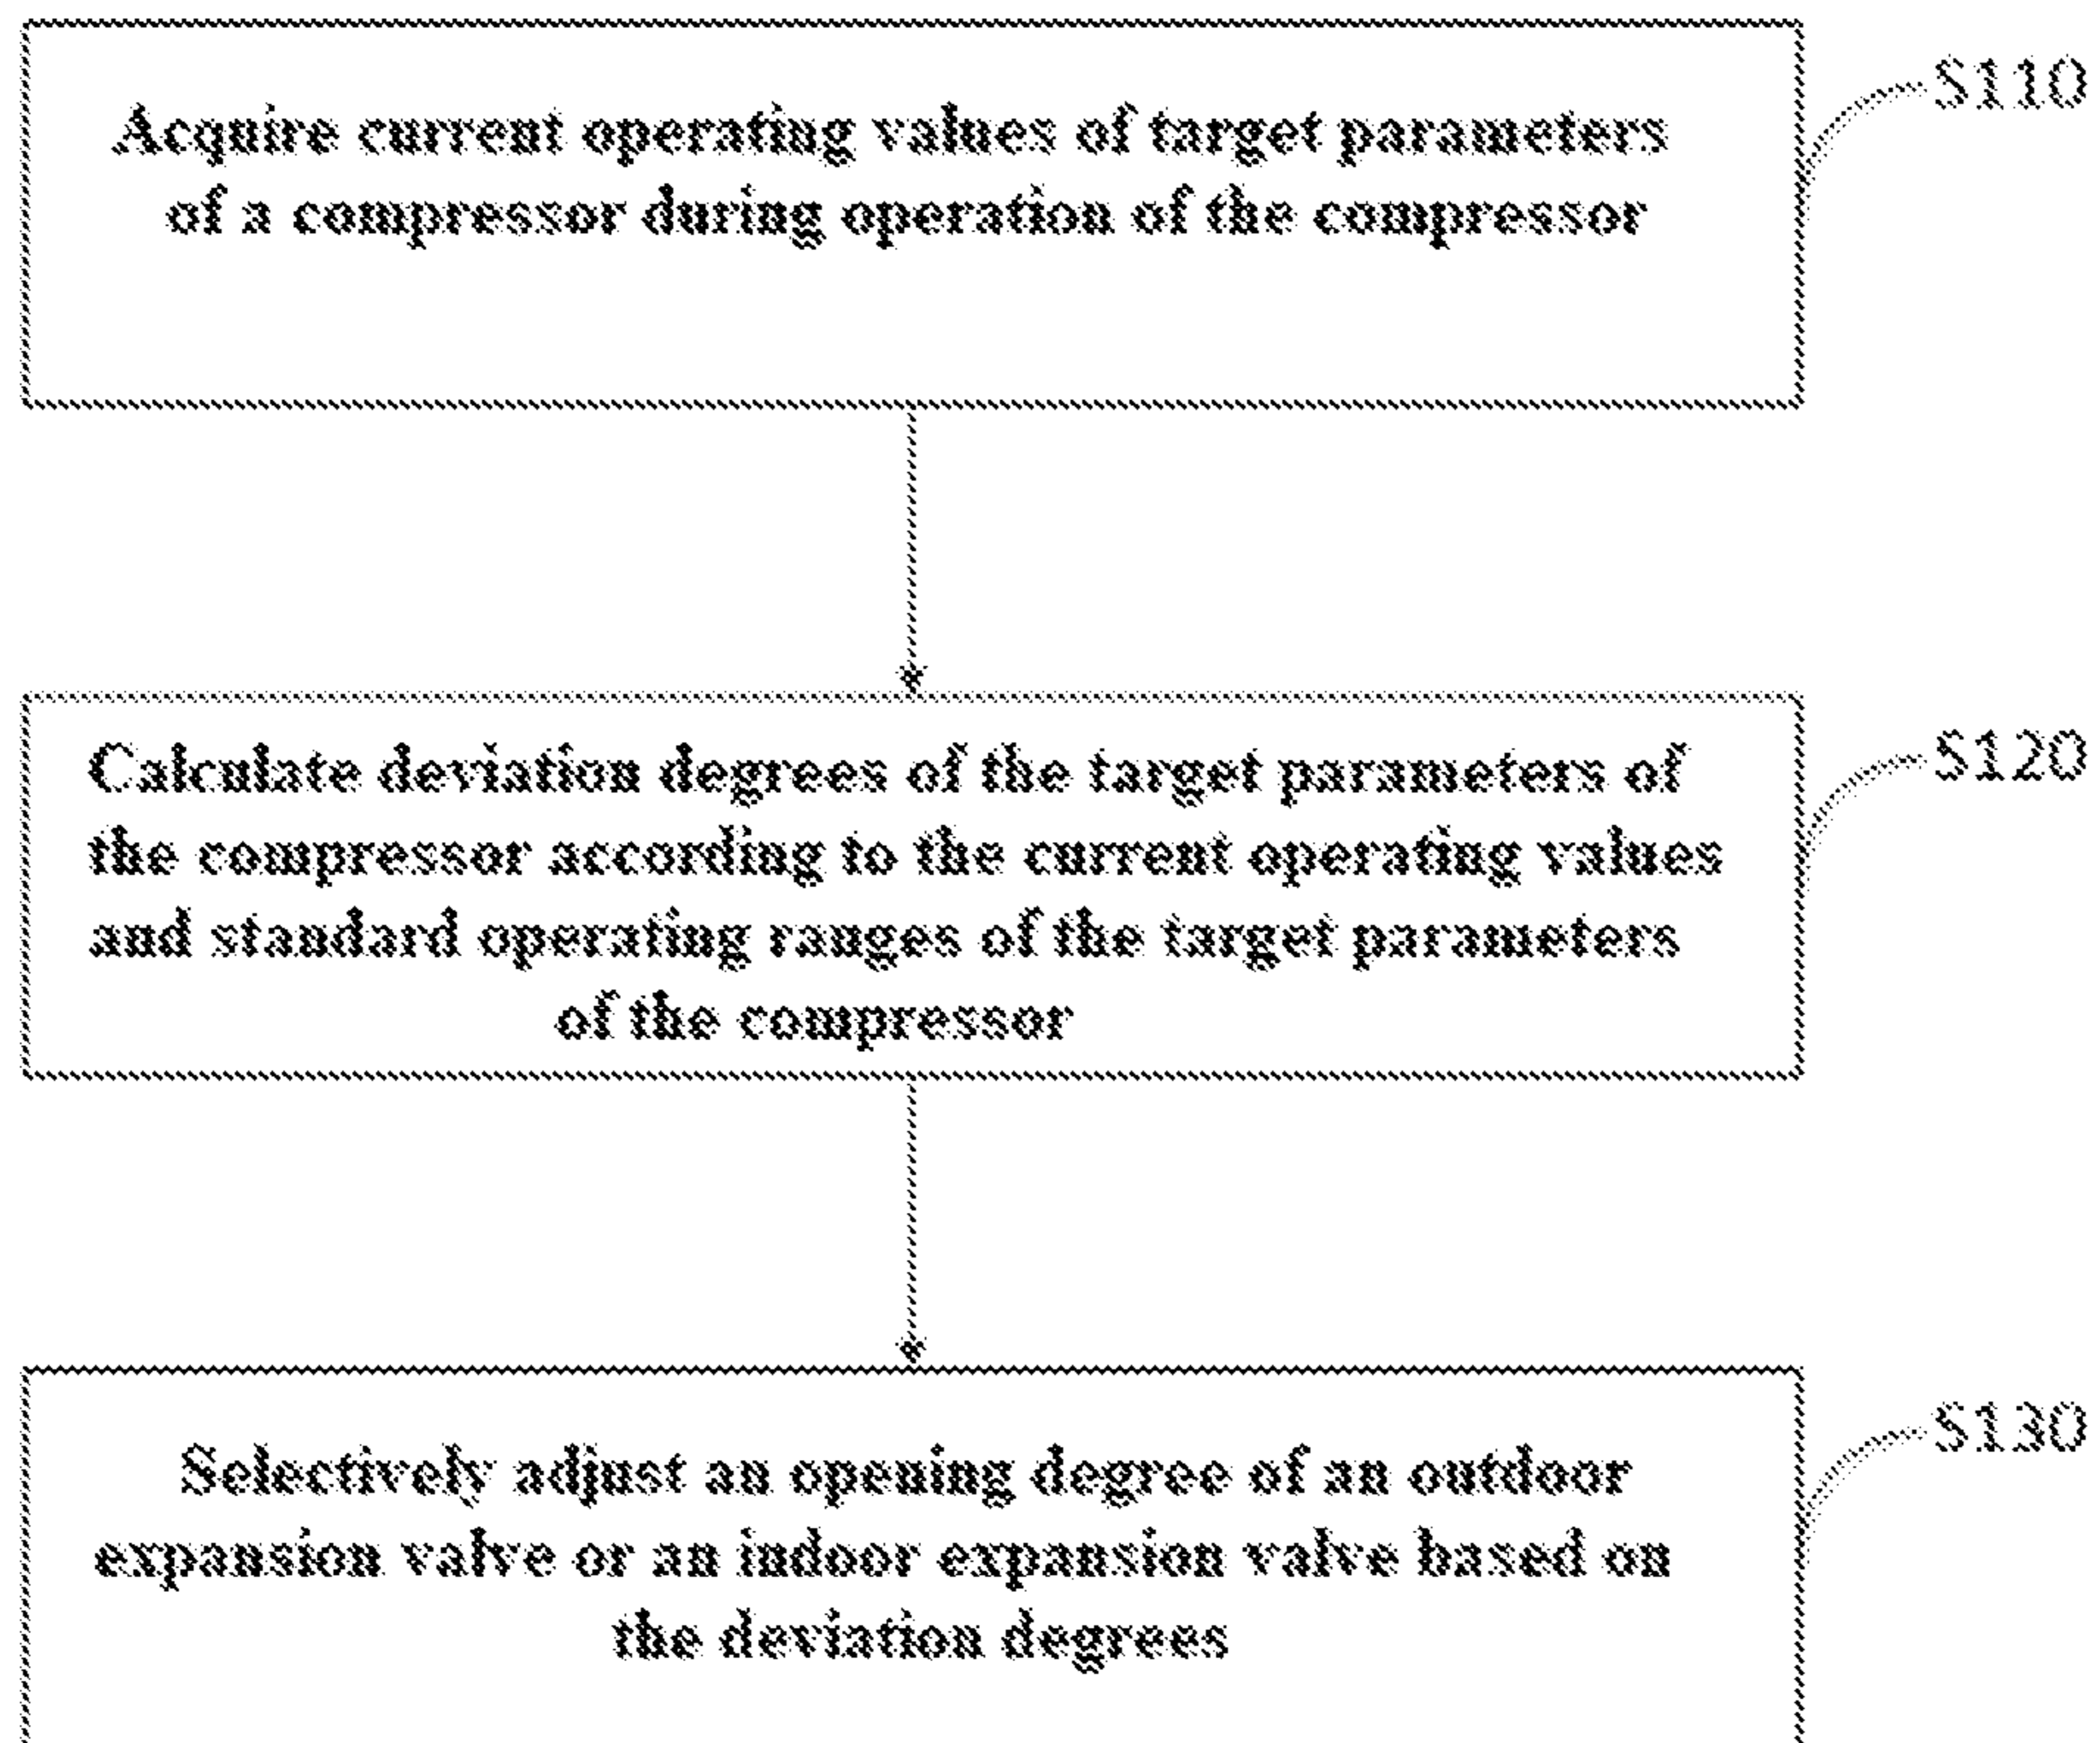 Acquire current operating values of target parameters
of a compressor during operation of the compressor
S110
Calculate deviation degrees of the target parameters of
the compressor according to the current operating values
and standard operating ranges of the target parameters
of the compressor
S120
Selectively adjust an opening degree of an outdoor
expansion valve or an indoor expansion valve based on
the deviation degrees
S130